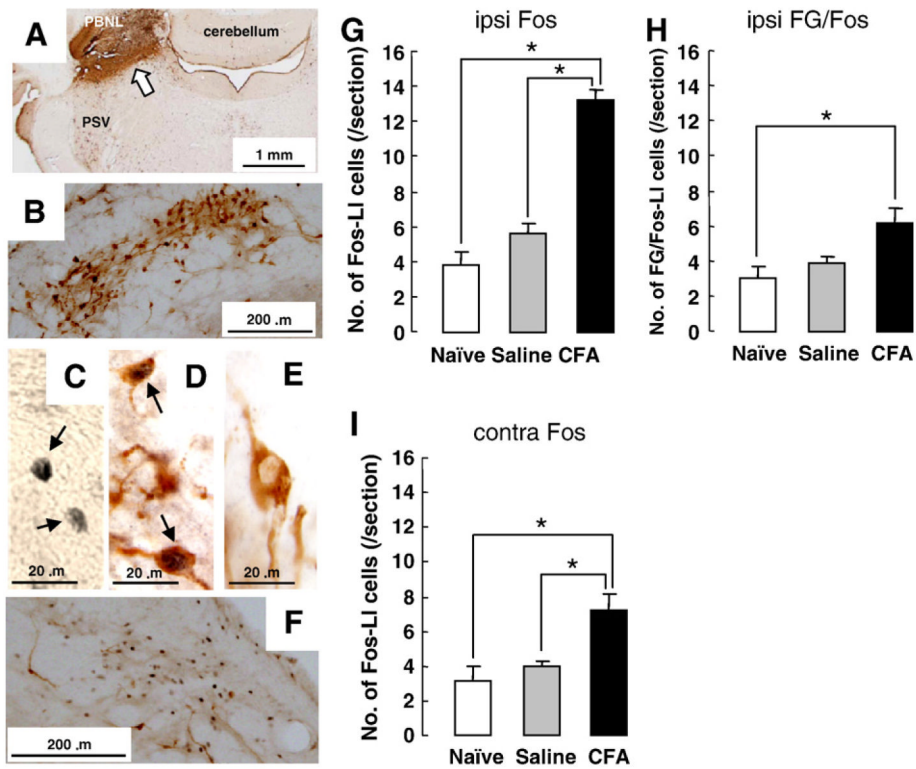 A
PBNL
cerebellum
PSV
1 mm
B
200 .m
C
20 .m
D
20 .m
E
20 .m
F
200 .m
G
ipsi Fos
No. of Fos-LI cells (/section)
16
14
12
10
8
6
4
2
0
*
*
Naïve Saline CFA
H
ipsi FG/Fos
No. of FG/Fos-LI cells (/section)
16
14
12
10
8
6
4
2
0
*
Naïve Saline CFA
I
contra Fos
No. of Fos-LI cells (/section)
16
14
12
10
8
6
4
2
0
*
*
Naïve Saline CFA